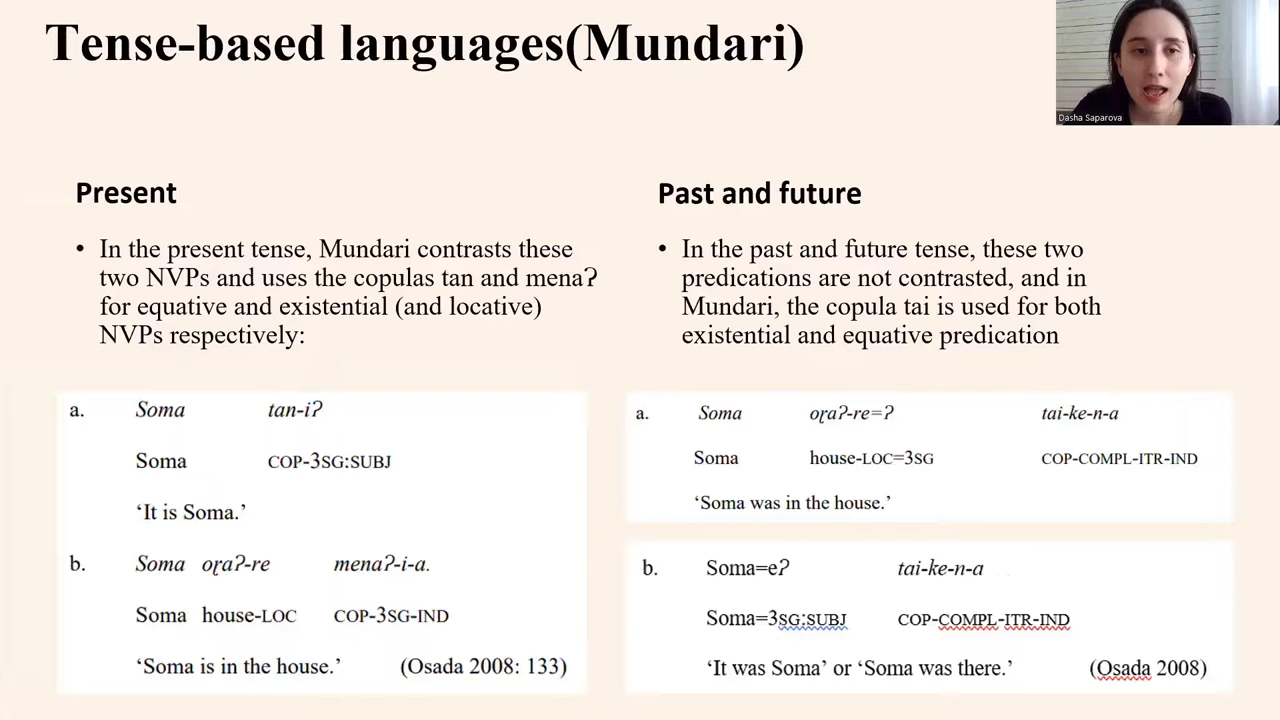 Tense-based languages(Mundari)
Dasha Saparova
Present
• In the present tense, Mundari contrasts these
two NVPs and uses the copulas tan and menaʔ
for equative and existential (and locative)
NVPs respectively:
a. Soma tan-iʔ
Soma COP-3SG:SUBJ
‘It is Soma.’
b. Soma oɽaʔ-re menaʔ-i-a.
Soma house-LOC COP-3SG-IND
‘Soma is in the house.’ (Osada 2008: 133)
Past and future
• In the past and future tense, these two
predications are not contrasted, and in
Mundari, the copula tai is used for both
existential and equative predication
a. Soma oɽaʔ-re=ʔ tai-ke-n-a
Soma house-LOC=3SG COP-COMPL-ITR-IND
‘Soma was in the house.’
b. Soma=eʔ tai-ke-n-a
Soma=3SG:SUBJ COP-COMPL-ITR-IND
‘It was Soma’ or ‘Soma was there.’ (Osada 2008)